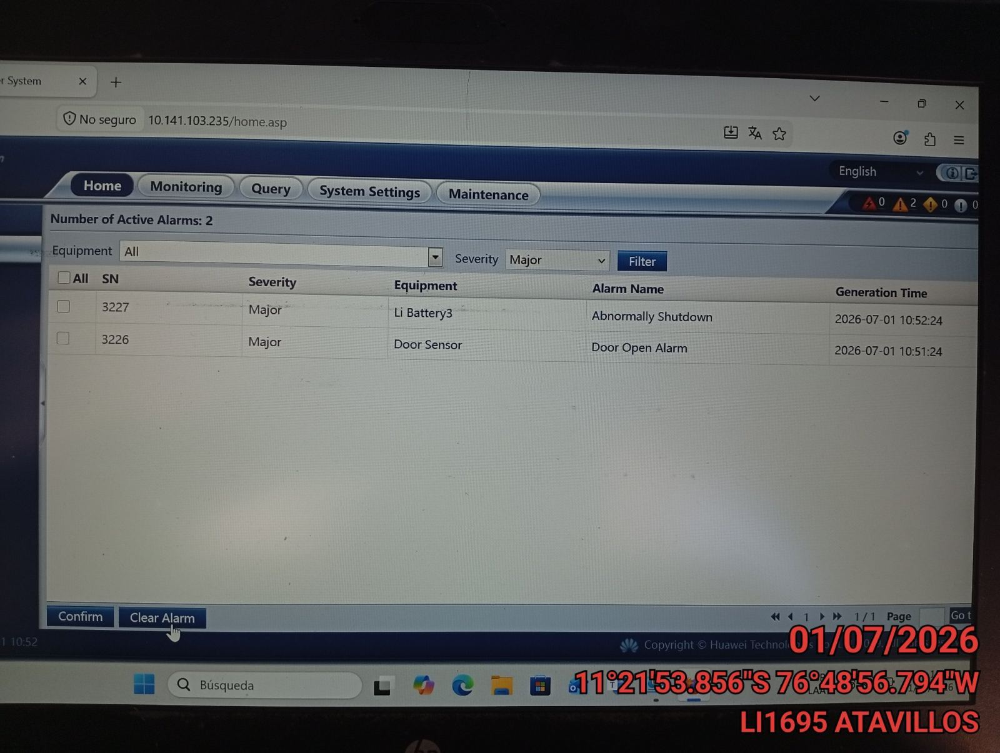 r System
No seguro 10.141.103.235/home.asp
English
Home Monitoring Query System Settings Maintenance
0 2 0 0
Number of Active Alarms: 2
Equipment All Severity Major Filter
All SN Severity Equipment Alarm Name Generation Time
3227 Major Li Battery3 Abnormally Shutdown 2026-07-01 10:52:24
3226 Major Door Sensor Door Open Alarm 2026-07-01 10:51:24
Confirm Clear Alarm 1 1/1 Page Go t
1 10:52 Copyright © Huawei
01/07/2026
Búsqueda
11°21'53.856"S 76°48'56.794"W
LI1695 ATAVILLOS
hp